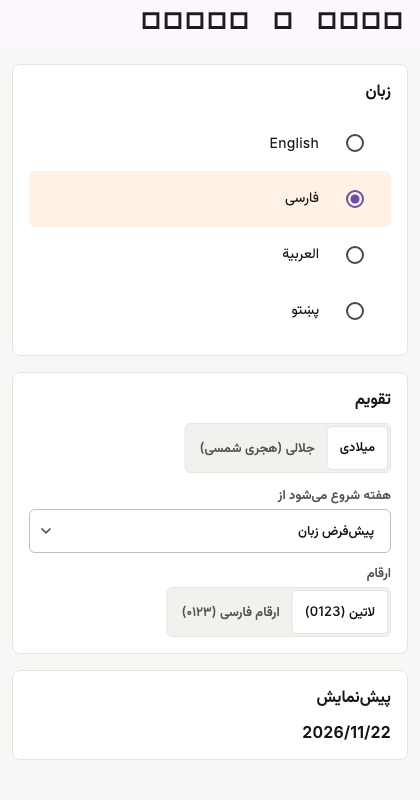 زبان
English
فارسی
العربية
پښتو
تقویم
میلادی
جلالی (هجری شمسی)
هفته شروع می‌شود از
پیش‌فرض زبان
ارقام
لاتین (0123)
ارقام فارسی (۰۱۲۳)
پیش‌نمایش
2026/11/22